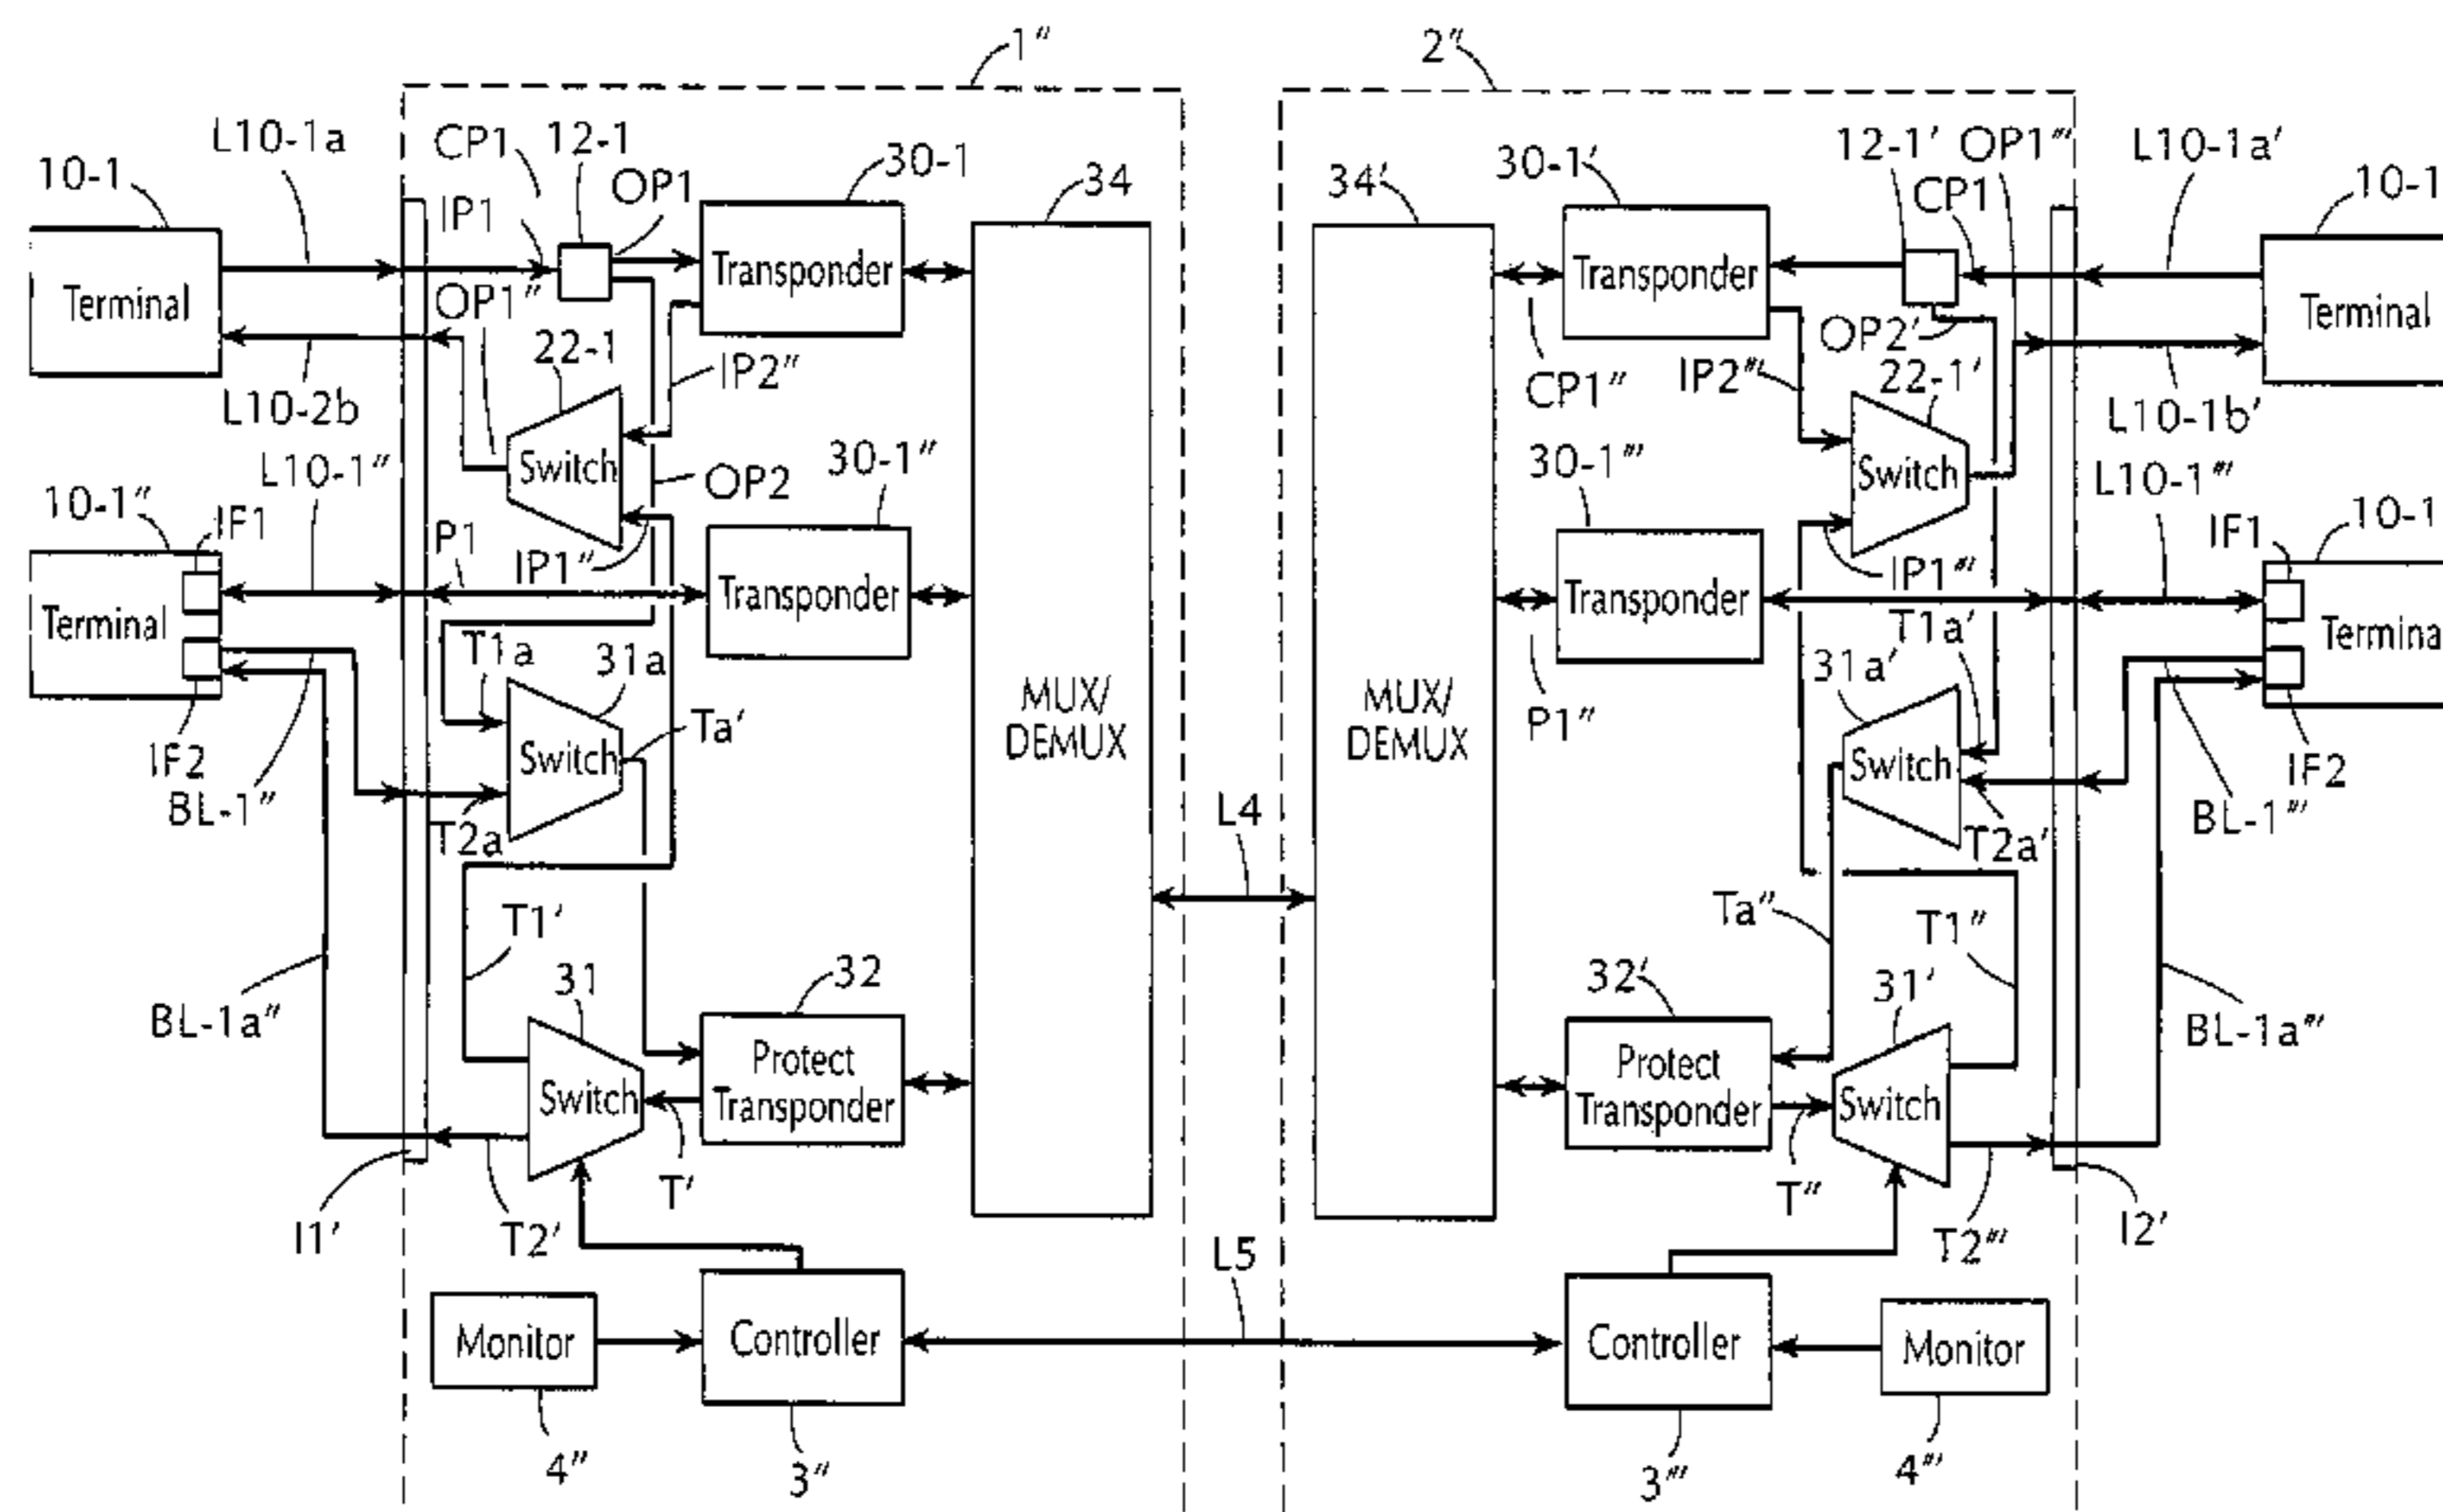 1″
2″
L10-1a
CP1
12-1
OP1
30-1
34
10-1
IP1
Terminal
Transponder
OP1″
22-1
L10-2b
IP2″
Switch
OP2
30-1″
L10-1″
10-1″
IF1
P1
IP1″
Terminal
Transponder
T1a
31a
Ta′
Switch
MUX/
DEMUX
IF2
BL-1″
T2a
T1′
31
32
BL-1a″
Switch
Protect
Transponder
T′
I1′
T2′
Monitor
Controller
4″
3″
L4
L5
34′
30-1′
12-1′
OP1‴
L10-1a′
CP1
10-1
Transponder
Terminal
OP2′
CP1″
IP2‴
22-1′
L10-1b′
Switch
30-1‴
L10-1‴
IF1
10-1
IP1‴
Transponder
T1a′
31a′
Termina
MUX/
DEMUX
P1″
Switch
IF2
BL-1‴
T2a′
Ta″
T1″
32′
31′
BL-1a‴
Protect
Transponder
Switch
T″
T2‴
I2′
Controller
Monitor
3‴
4‴